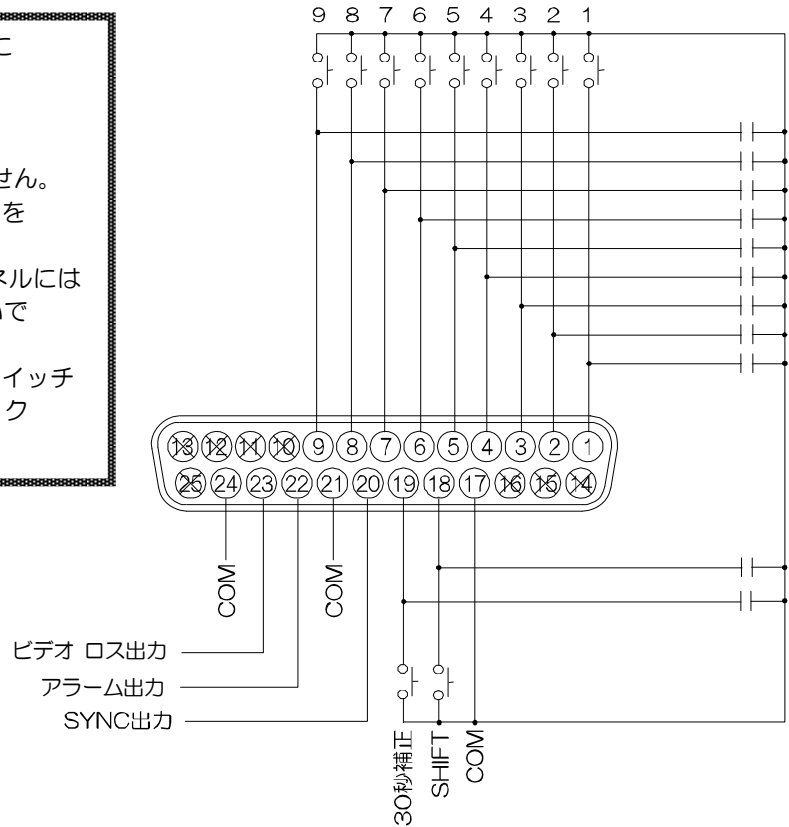 9 8 7 6 5 4 3 2 1
に
せん。
を
ネルには
いで
イッチ
ク
13 12 11 10 9 8 7 6 5 4 3 2 1
25 24 23 22 21 20 19 18 17 16 15 14
COM
COM
ビデオ ロス出力
アラーム出力
SYNC出力
30秒補正
SHIFT
COM